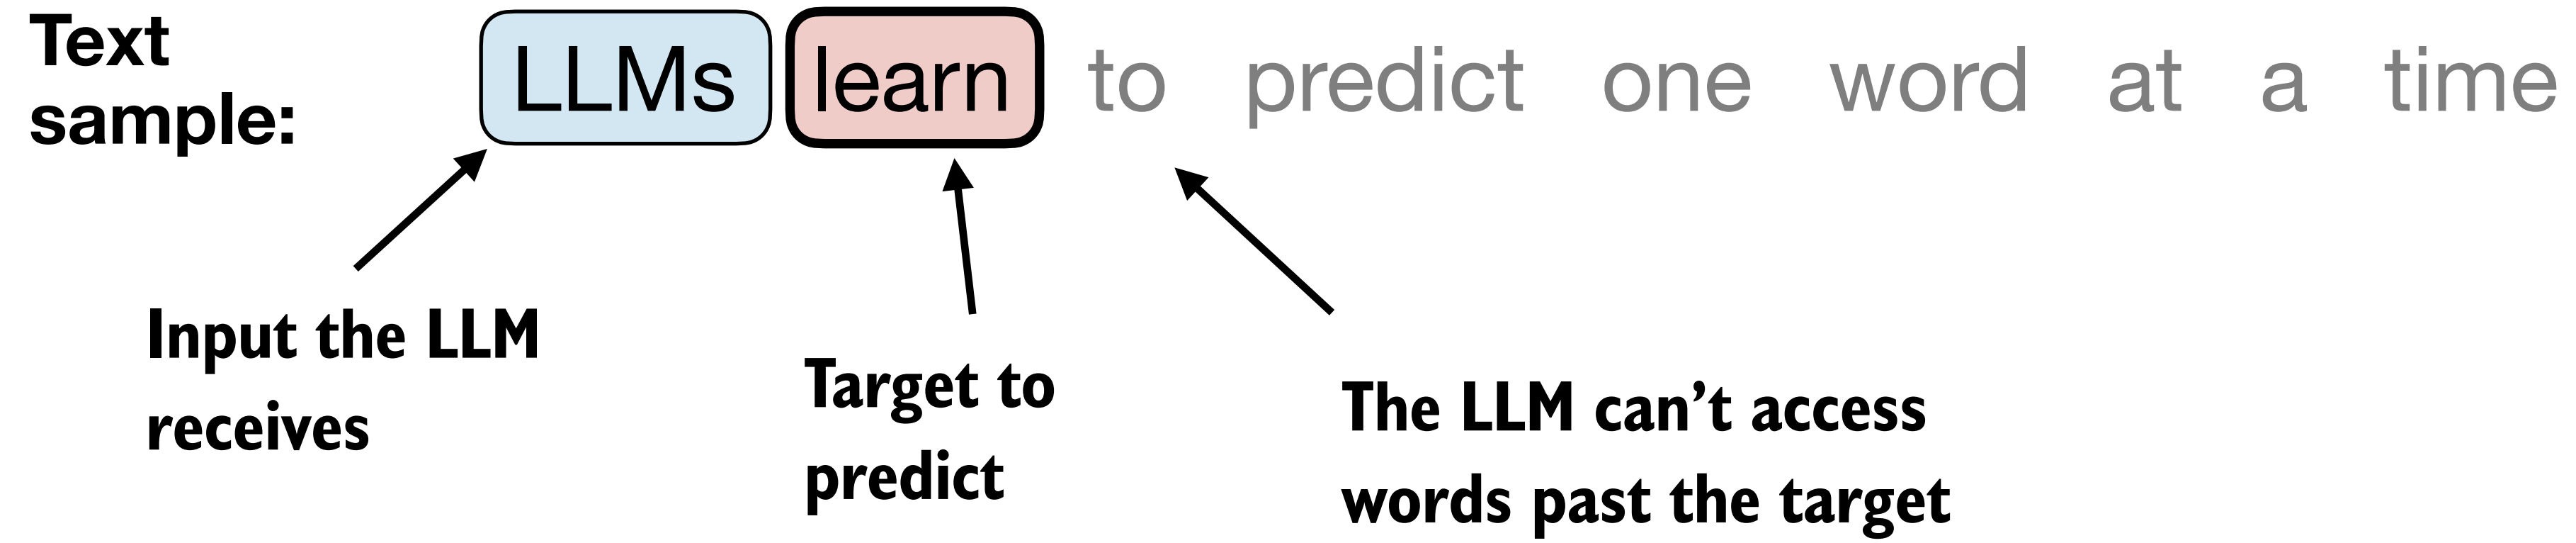 Text
sample:
LLMs learn to predict one word at a time
Input the LLM
receives
Target to
predict
The LLM can’t access
words past the target